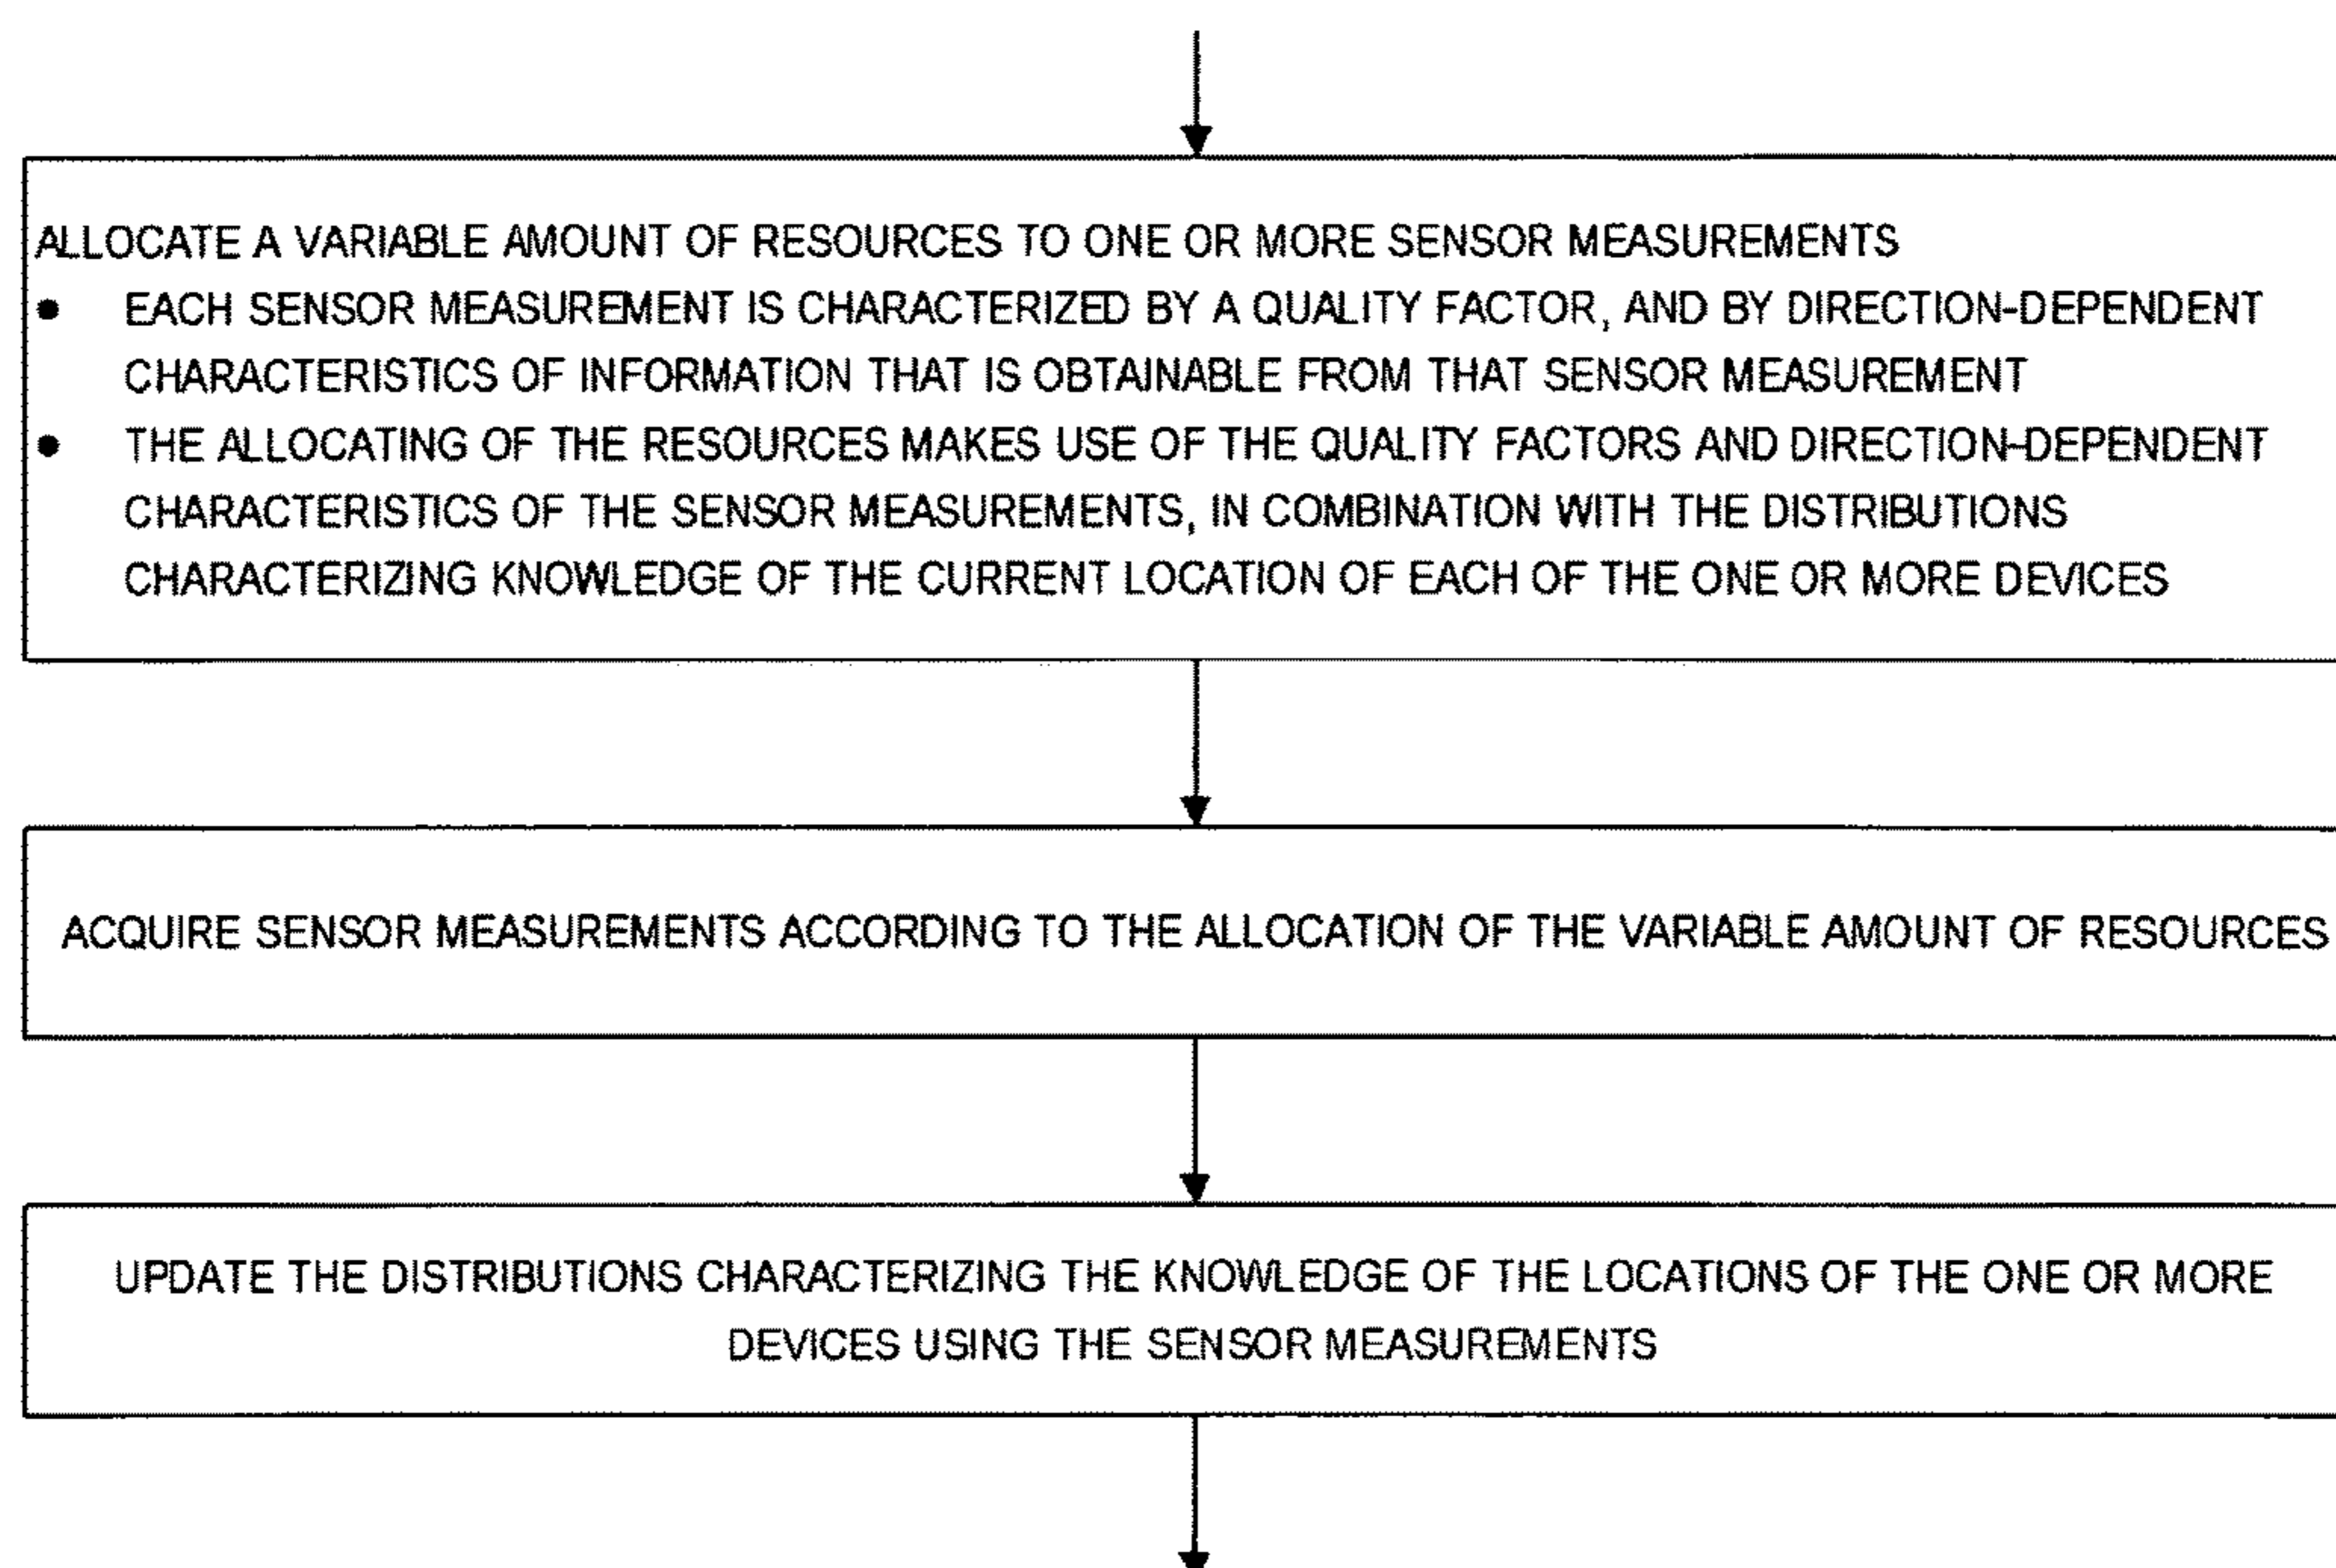 ALLOCATE A VARIABLE AMOUNT OF RESOURCES TO ONE OR MORE SENSOR MEASUREMENTS
• EACH SENSOR MEASUREMENT IS CHARACTERIZED BY A QUALITY FACTOR, AND BY DIRECTION-DEPENDENT
CHARACTERISTICS OF INFORMATION THAT IS OBTAINABLE FROM THAT SENSOR MEASUREMENT
• THE ALLOCATING OF THE RESOURCES MAKES USE OF THE QUALITY FACTORS AND DIRECTION-DEPENDENT
CHARACTERISTICS OF THE SENSOR MEASUREMENTS, IN COMBINATION WITH THE DISTRIBUTIONS
CHARACTERIZING KNOWLEDGE OF THE CURRENT LOCATION OF EACH OF THE ONE OR MORE DEVICES
ACQUIRE SENSOR MEASUREMENTS ACCORDING TO THE ALLOCATION OF THE VARIABLE AMOUNT OF RESOURCES
UPDATE THE DISTRIBUTIONS CHARACTERIZING THE KNOWLEDGE OF THE LOCATIONS OF THE ONE OR MORE
DEVICES USING THE SENSOR MEASUREMENTS